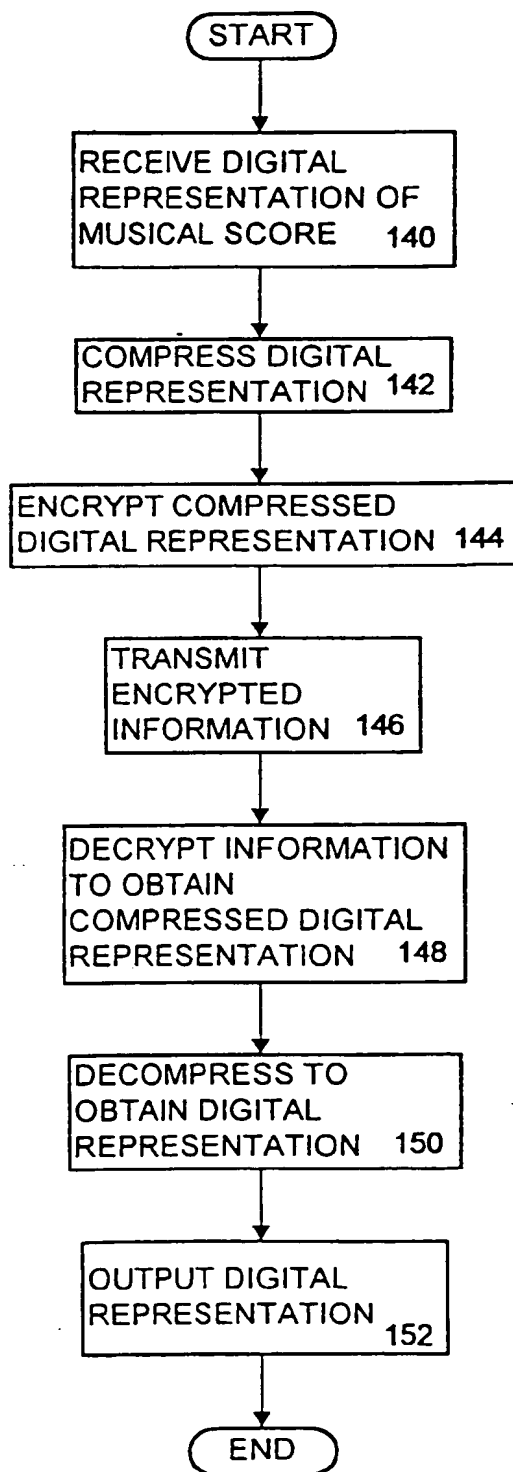 START
RECEIVE DIGITAL
REPRESENTATION OF
MUSICAL SCORE 140
COMPRESS DIGITAL
REPRESENTATION 142
ENCRYPT COMPRESSED
DIGITAL REPRESENTATION 144
TRANSMIT
ENCRYPTED
INFORMATION 146
DECRYPT INFORMATION
TO OBTAIN
COMPRESSED DIGITAL
REPRESENTATION 148
DECOMPRESS TO
OBTAIN DIGITAL
REPRESENTATION 150
OUTPUT DIGITAL
REPRESENTATION
152
END